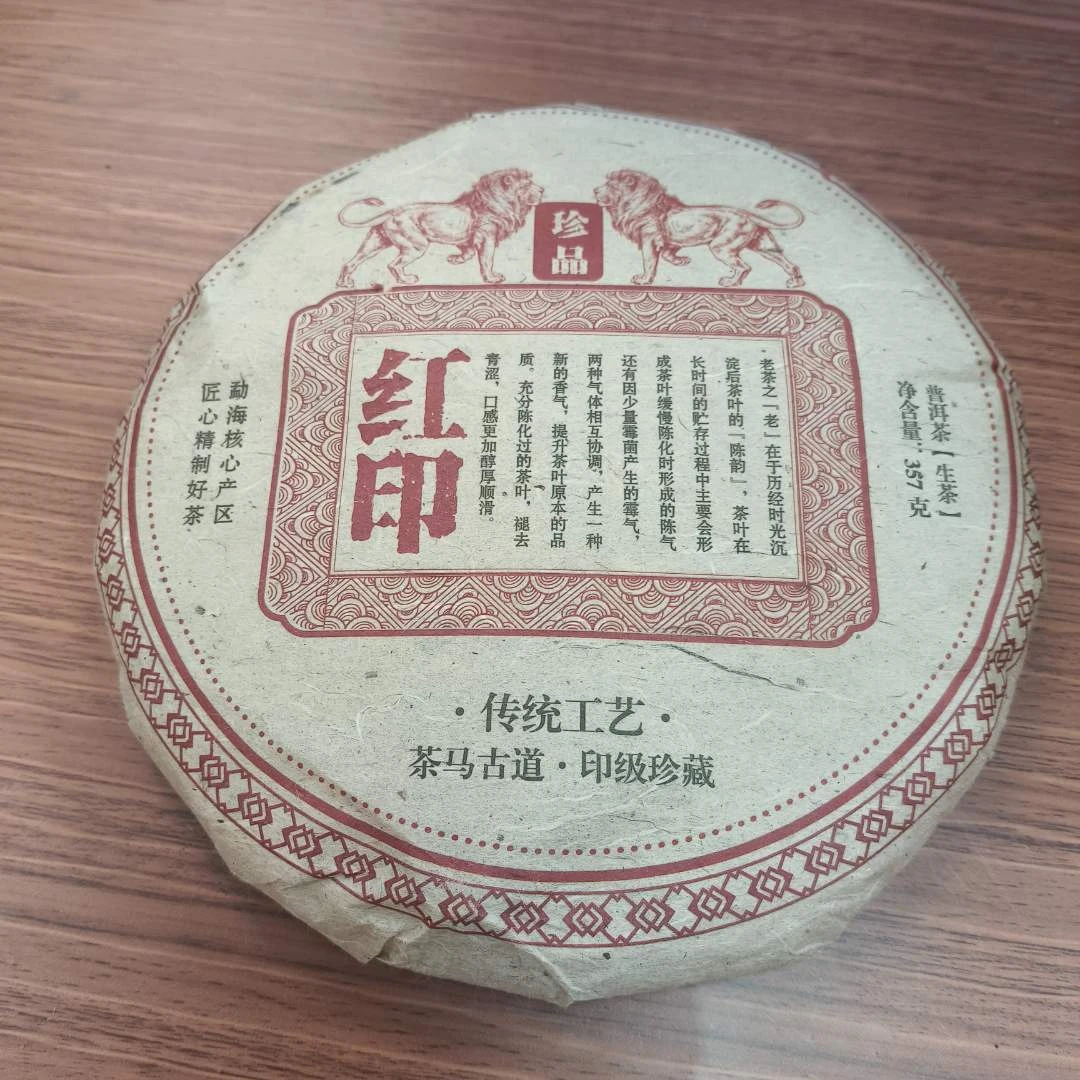 珍品
红印
老茶之『老』在于历经时光沉
淀后茶叶的『陈韵』，茶叶在
长时间的贮存过程中主要会形
成茶叶缓慢陈化时形成的陈气
还有因少量霉菌产生的霉气，
两种气体相互协调，产生一种
新的香气，提升茶叶原本的品
质。充分陈化过的茶叶，褪去
青涩，口感更加醇厚顺滑。
普洱茶【生茶】
净含量：357克
勐海核心产区
匠心精制好茶
·传统工艺·
茶马古道·印级珍藏